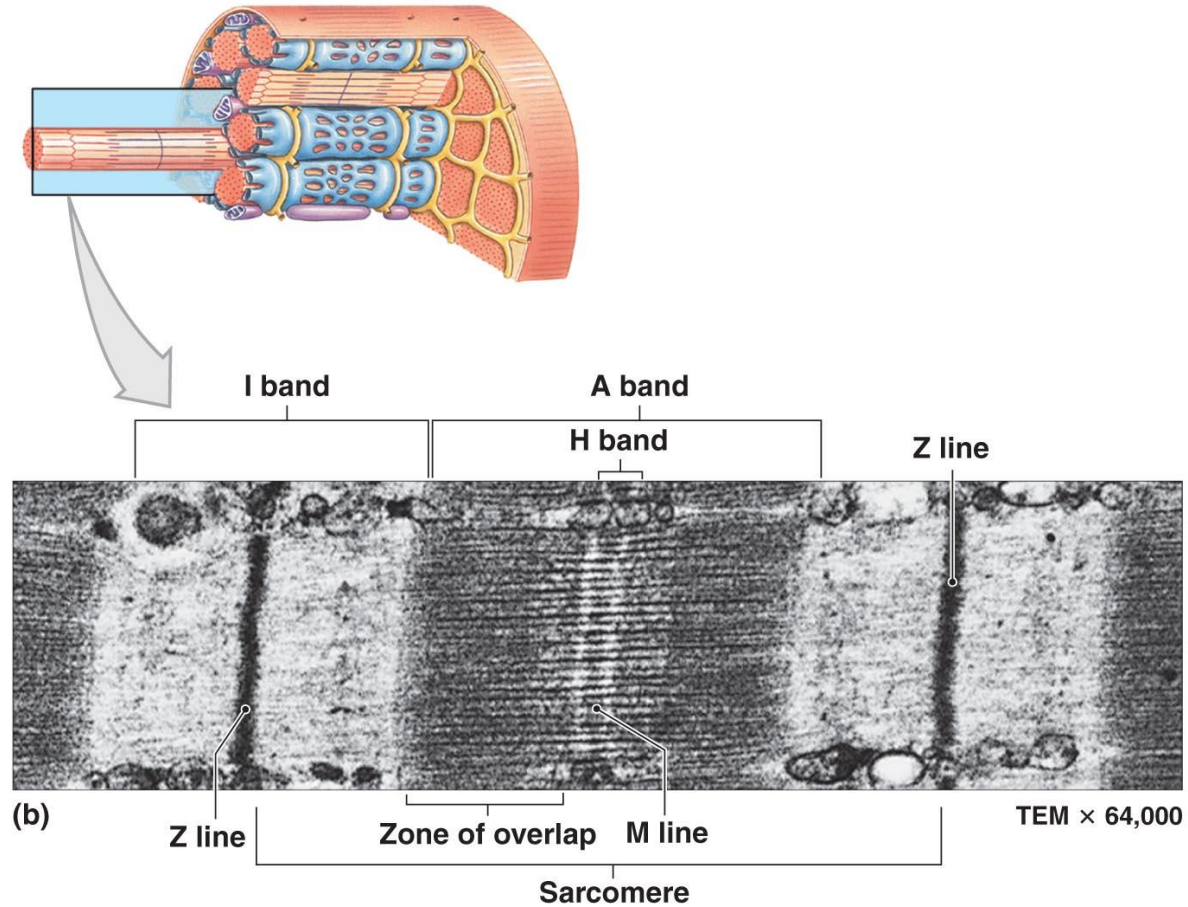 I band
A band
H band
Z line
(b)
Z line
Zone of overlap
M line
TEM × 64,000
Sarcomere